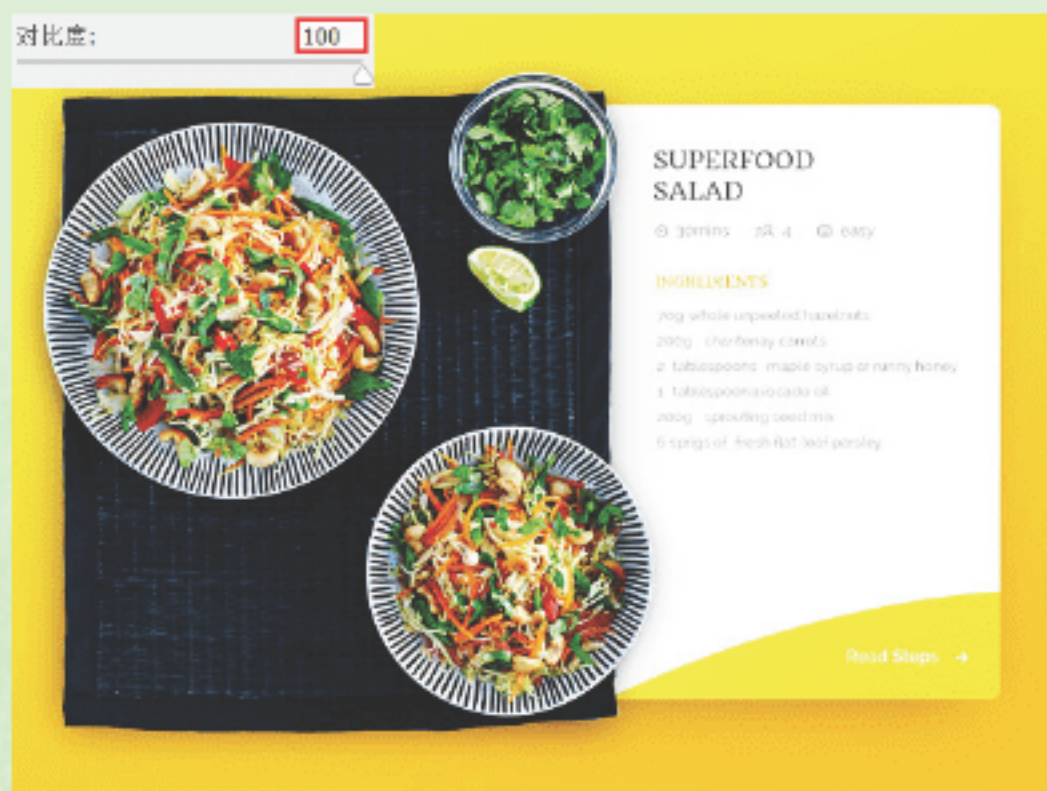 对比度: 100
SUPERFOOD
SALAD
30mins 4 easy
INGREDIENTS
70g whole unpeeled hazelnuts
200g chantenay carrots
2 tablespoons maple syrup or runny honey
1 tablespoon avocado oil
200g sprouting seed mix
6 sprigs of fresh flat-leaf parsley
Read Steps →